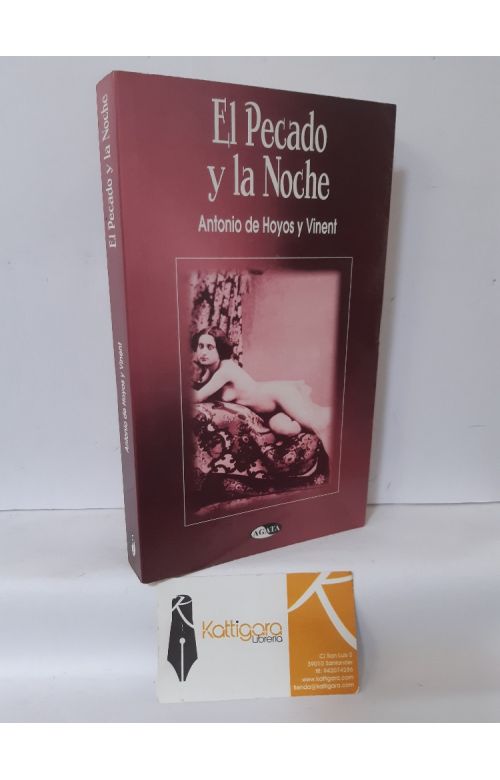 El Pecado
y la Noche
Antonio de Hoyos y Vinent
AGATA
El Pecado y la Noche
Antonio de Hoyos y Vinent
Kattigara
Librería
C/ San Luis 5
39010 Santander
www.kattigara.com
tienda@kattigara.com